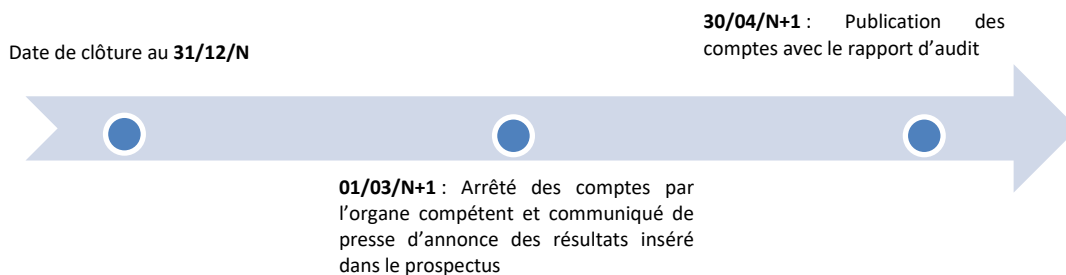 Date de clôture au 31/12/N
30/04/N+1 : Publication des
comptes avec le rapport d’audit
01/03/N+1 : Arrêté des comptes par
l’organe compétent et communiqué de
presse d’annonce des résultats inséré
dans le prospectus